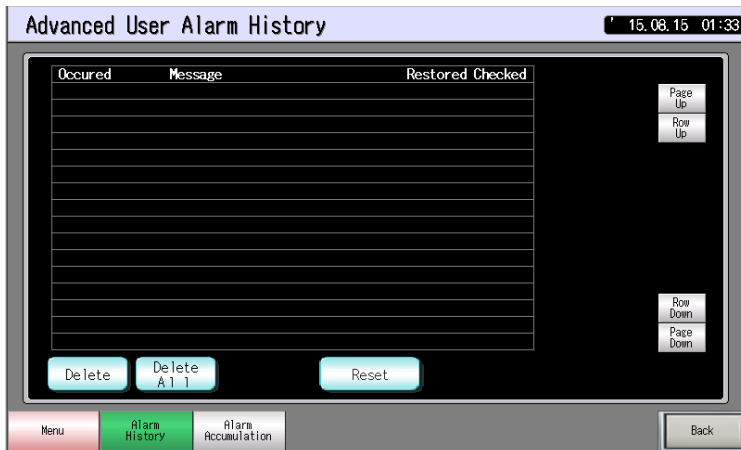 Advanced User Alarm History
' 15.08.15 01:33
Occured Message Restored Checked
Page
Up
Row
Up
Row
Down
Page
Down
Delete
Delete
All
Reset
Menu
Alarm
History
Alarm
Accumulation
Back